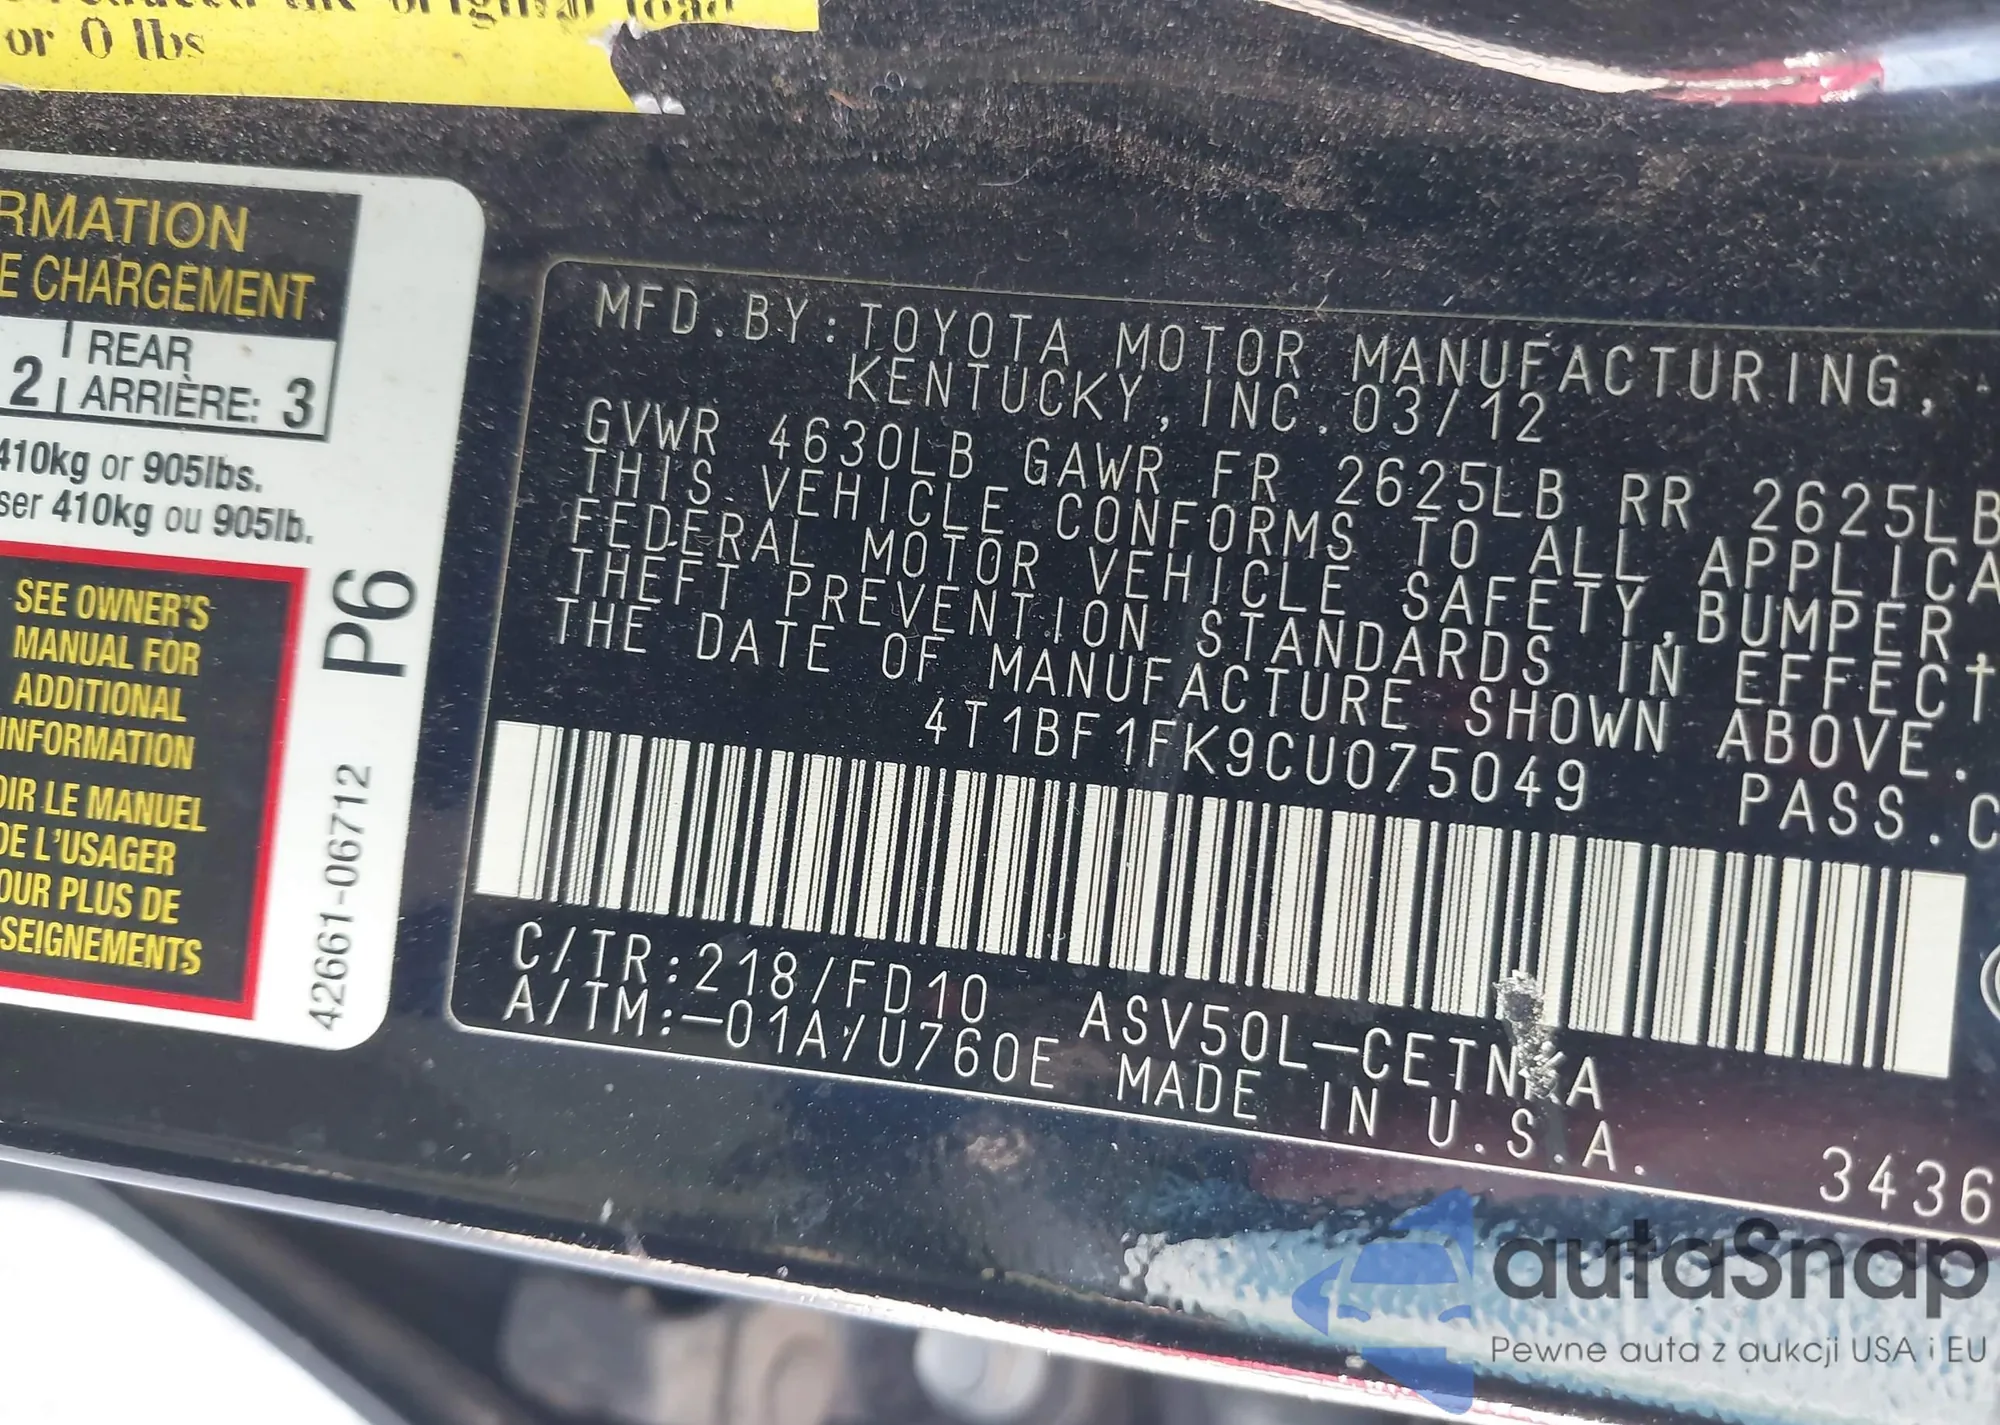 or 0 lbs
RMATION
E CHARGEMENT
REAR
2 ARRIÈRE: 3
410kg or 905lbs.
ser 410kg ou 905lb.
SEE OWNER'S
MANUAL FOR
ADDITIONAL
INFORMATION
OIR LE MANUEL
DE L'USAGER
OUR PLUS DE
SEIGNEMENTS
P6
42661-06712
MFD.BY:TOYOTA MOTOR MANUFACTURING,
KENTUCKY,INC.03/12
GVWR 4630LB GAWR FR 2625LB RR 2625LB
THIS VEHICLE CONFORMS TO ALL APPLICA
FEDERAL MOTOR VEHICLE SAFETY,BUMPER,
THEFT PREVENTION STANDARDS IN EFFECT
THE DATE OF MANUFACTURE SHOWN ABOVE.
4T1BF1FK9CU075049 PASS.C
C/TR:218/FD10 ASV50L-CETNKA
A/TM:-01A/U760E MADE IN U.S.A.
3436
autaSnap
Pewne auta z aukcji USA i EU